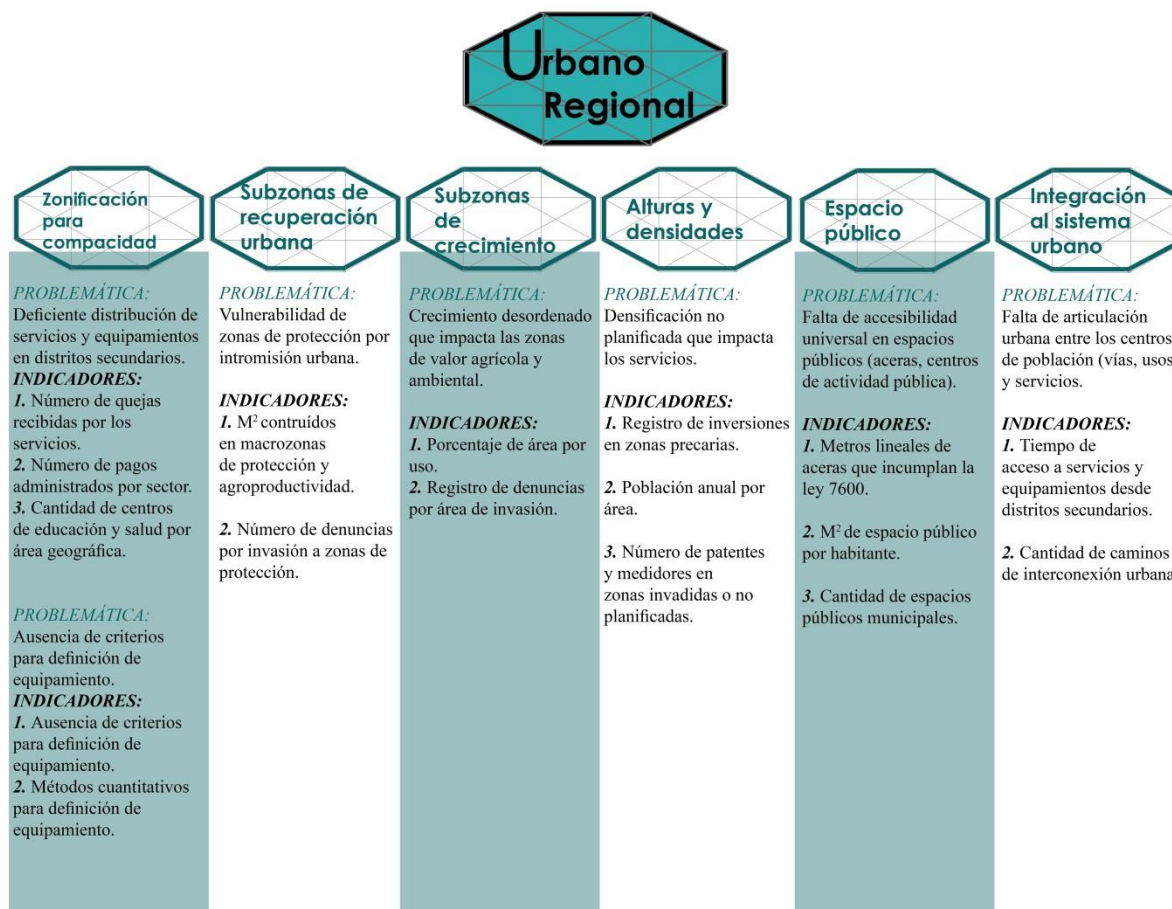 Urbano
Regional
Zonificación
para
compacidad
PROBLEMÁTICA:
Deficiente distribución de
servicios y equipamientos
en distritos secundarios.
INDICADORES:
1. Número de quejas
recibidas por los
servicios.
2. Número de pagos
administrados por sector.
3. Cantidad de centros
de educación y salud por
área geográfica.
PROBLEMÁTICA:
Ausencia de criterios
para definición de
equipamiento.
INDICADORES:
1. Ausencia de criterios
para definición de
equipamiento.
2. Métodos cuantitativos
para definición de
equipamiento.
Subzonas de
recuperación
urbana
PROBLEMÁTICA:
Vulnerabilidad de
zonas de protección por
intromisión urbana.
INDICADORES:
1. M² contruídos
en macrozonas
de protección y
agroproductividad.
2. Número de denuncias
por invasión a zonas de
protección.
Subzonas
de
crecimiento
PROBLEMÁTICA:
Crecimiento desordenado
que impacta las zonas
de valor agrícola y
ambiental.
INDICADORES:
1. Porcentaje de área por
uso.
2. Registro de denuncias
por área de invasión.
Alturas y
densidades
PROBLEMÁTICA:
Densificación no
planificada que impacta
los servicios.
INDICADORES:
1. Registro de inversiones
en zonas precarias.
2. Población anual por
área.
3. Número de patentes
y medidores en
zonas invadidas o no
planificadas.
Espacio
público
PROBLEMÁTICA:
Falta de accesibilidad
universal en espacios
públicos (aceras, centros
de actividad pública).
INDICADORES:
1. Metros lineales de
aceras que incumplan la
ley 7600.
2. M² de espacio público
por habitante.
3. Cantidad de espacios
públicos municipales.
Integración
al sistema
urbano
PROBLEMÁTICA:
Falta de articulación
urbana entre los centros
de población (vías, usos
y servicios.
INDICADORES:
1. Tiempo de
acceso a servicios y
equipamientos desde
distritos secundarios.
2. Cantidad de caminos
de interconexión urbana